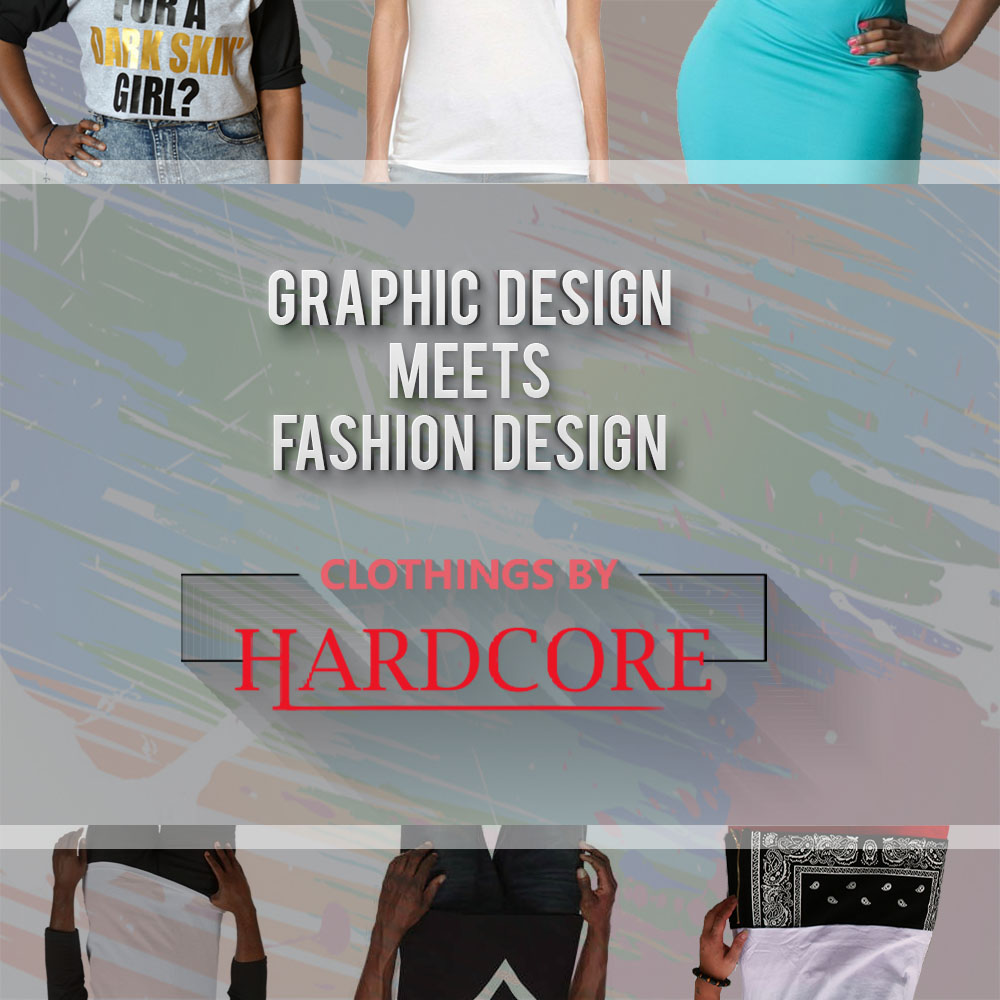 FOR A
DARK SKIN'
GIRL?
GRAPHIC DESIGN
MEETS
FASHION DESIGN
CLOTHINGS BY
HARDCORE